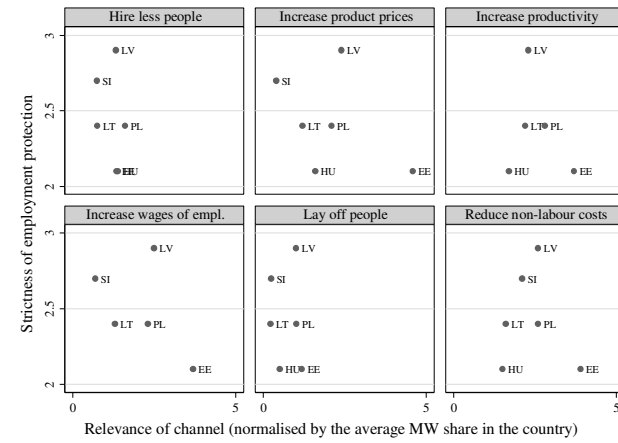 Hire less people
Increase product prices
Increase productivity
3
LV
LV
LV
SI
SI
2.5
LT
PL
LT
PL
LT
PL
2
HU
HU
EE
HU
EE
Increase wages of empl.
Lay off people
Reduce non-labour costs
3
LV
LV
LV
SI
SI
SI
2.5
LT
PL
LT
PL
LT
PL
2
EE
HU
EE
HU
EE
0
5
0
5
0
5
Strictness of employment protection
Relevance of channel (normalised by the average MW share in the country)